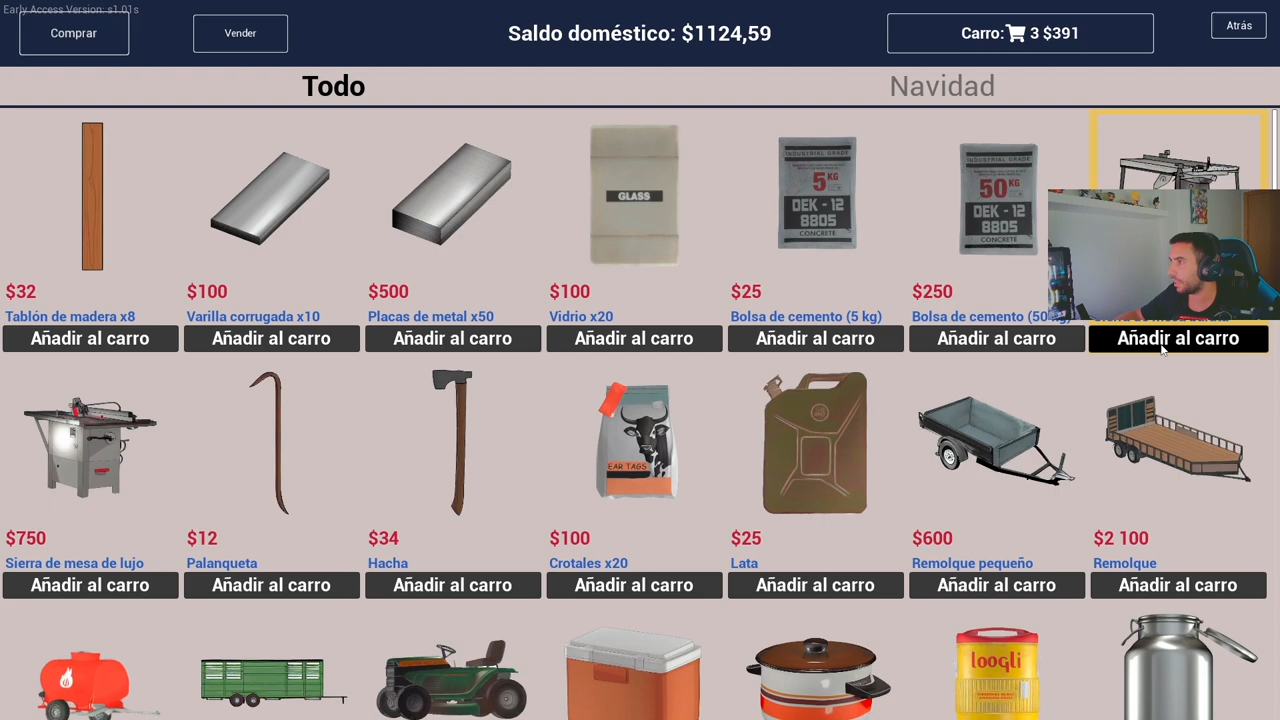 Early Access Version: s1.01s
Comprar
Vender
Saldo doméstico: $1124,59
Carro: 3 $391
Atrás
Todo
Navidad
GLASS
INDUSTRIAL GRADE
5 KG
DEK - 12
8805
CONCRETE
INDUSTRIAL GRADE
50 KG
DEK - 12
8805
CONCRETE
$32
$100
$500
$100
$25
$250
Tablón de madera x8
Varilla corrugada x10
Placas de metal x50
Vidrio x20
Bolsa de cemento (5 kg)
Bolsa de cemento (50
Añadir al carro
Añadir al carro
Añadir al carro
Añadir al carro
Añadir al carro
Añadir al carro
Añadir al carro
EAR TAGS
$750
$12
$34
$100
$25
$600
$2 100
Sierra de mesa de lujo
Palanqueta
Hacha
Crotales x20
Lata
Remolque pequeño
Remolque
Añadir al carro
Añadir al carro
Añadir al carro
Añadir al carro
Añadir al carro
Añadir al carro
Añadir al carro
loogli